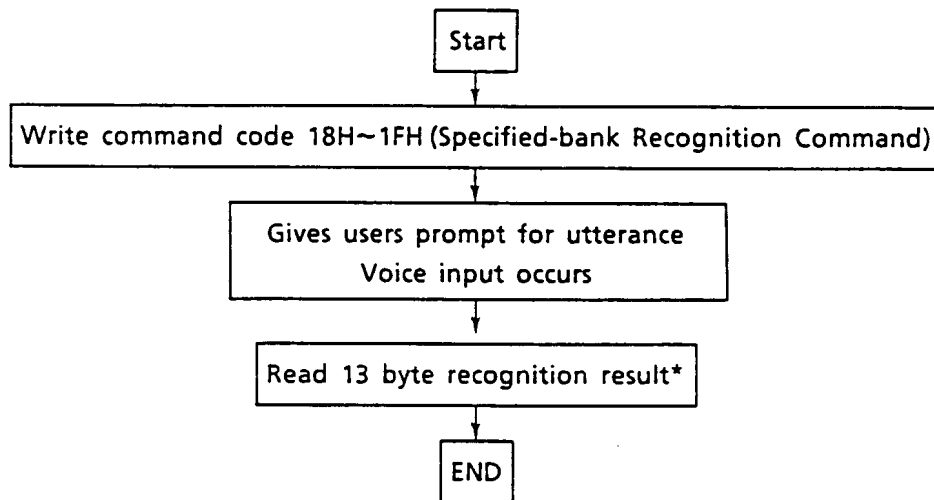 Start
Write command code 18H~1FH (Specified-bank Recognition Command)
Gives users prompt for utterance
Voice input occurs
Read 13 byte recognition result*
END